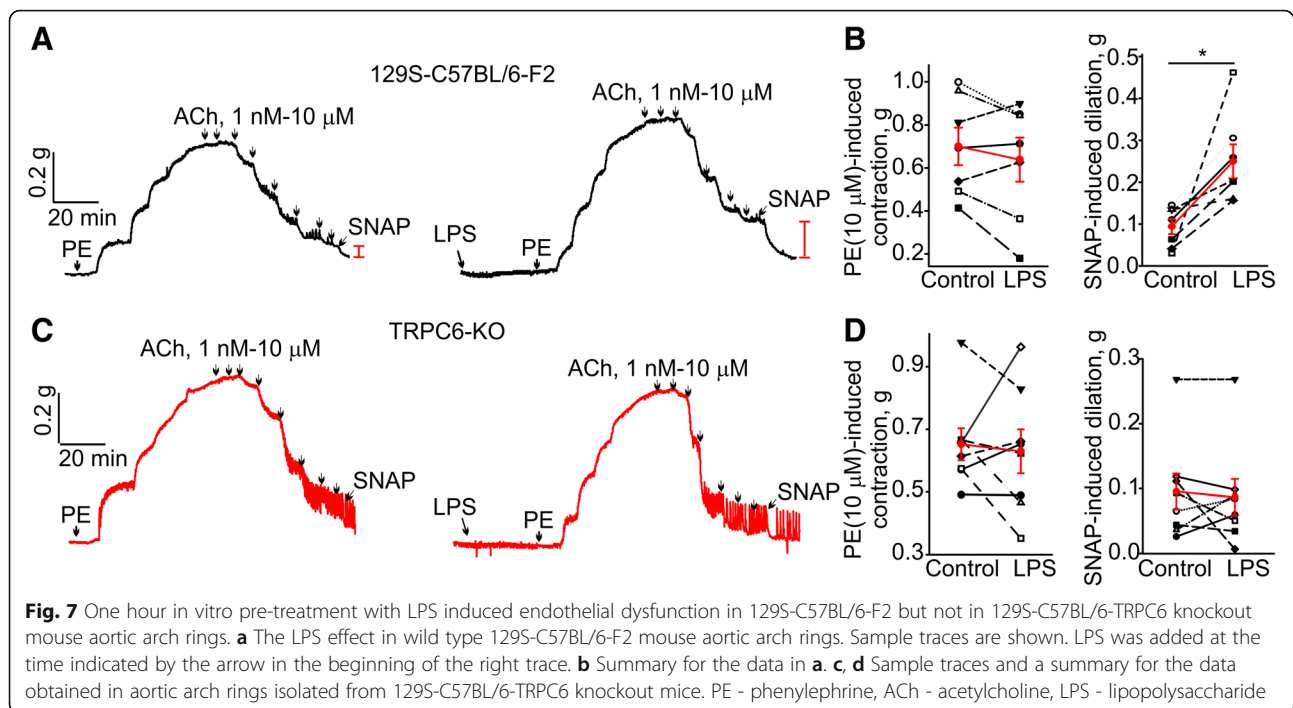 A
129S-C57BL/6-F2
ACh, 1 nM-10 μM
ACh, 1 nM-10 μM
0.2 g
20 min
PE
SNAP
LPS
PE
SNAP
B
PE(10 μM)-induced
contraction, g
1.0
0.8
0.6
0.4
0.2
Control LPS
SNAP-induced dilation, g
0.5
0.4
0.3
0.2
0.1
0.0
*
Control LPS
C
TRPC6-KO
ACh, 1 nM-10 μM
ACh, 1 nM-10 μM
0.2 g
20 min
PE
SNAP
LPS
PE
SNAP
D
PE(10 μM)-induced
contraction, g
0.9
0.7
0.5
0.3
Control LPS
SNAP-induced dilation, g
0.3
0.2
0.1
0.0
Control LPS
Fig. 7 One hour in vitro pre-treatment with LPS induced endothelial dysfunction in 129S-C57BL/6-F2 but not in 129S-C57BL/6-TRPC6 knockout
mouse aortic arch rings. a The LPS effect in wild type 129S-C57BL/6-F2 mouse aortic arch rings. Sample traces are shown. LPS was added at the
time indicated by the arrow in the beginning of the right trace. b Summary for the data in a. c, d Sample traces and a summary for the data
obtained in aortic arch rings isolated from 129S-C57BL/6-TRPC6 knockout mice. PE - phenylephrine, ACh - acetylcholine, LPS - lipopolysaccharide